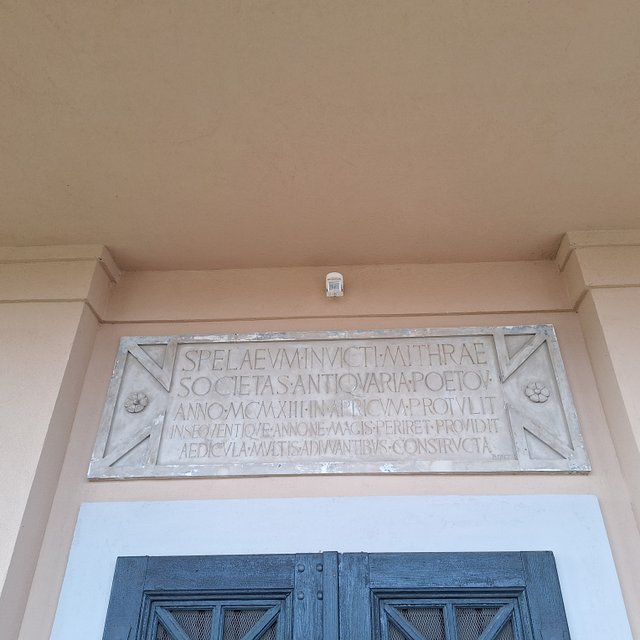 SPELAEVM·INVICTI·MITHRAE
SOCIETAS·ANTIQVARIA·POETOV·
ANNO·MCMXIII·IN·APRICVM·PROTVLIT
INSEQVENTIQVE·ANNO·NE·MAGIS·PERIRET·PROVIDIT
AEDICVLA·MVLTIS·ADIVVANTIBVS·CONSTRVCTA